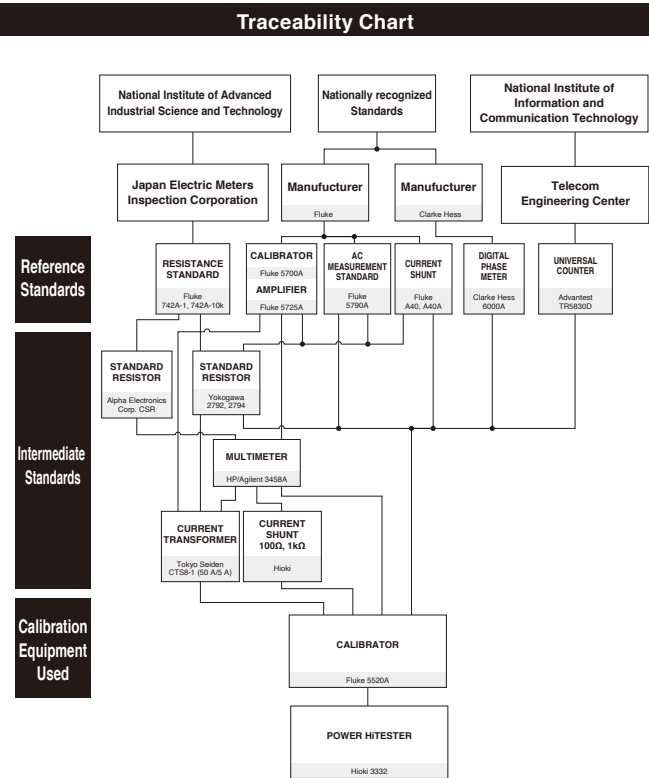 Traceability Chart
National Institute of Advanced
Industrial Science and Technology
Nationally recognized
Standards
National Institute of
Information and
Communication Technology
Japan Electric Meters
Inspection Corporation
Manufucturer
Fluke
Manufucturer
Clarke Hess
Telecom
Engineering Center
Reference
Standards
RESISTANCE
STANDARD
Fluke
742A-1, 742A-10k
CALIBRATOR
Fluke 5700A
AMPLIFIER
Fluke 5725A
AC
MEASUREMENT
STANDARD
Fluke
5790A
CURRENT
SHUNT
Fluke
A40, A40A
DIGITAL
PHASE
METER
Clarke Hess
6000A
UNIVERSAL
COUNTER
Advantest
TR5830D
Intermediate
Standards
STANDARD
RESISTOR
Alpha Electronics
Corp. CSR
STANDARD
RESISTOR
Yokogawa
2792, 2794
MULTIMETER
HP/Agilent 3458A
CURRENT
TRANSFORMER
Tokyo Seiden
CTS8-1 (50 A/5 A)
CURRENT
SHUNT
100Ω, 1kΩ
Hioki
Calibration
Equipment
Used
CALIBRATOR
Fluke 5520A
POWER HiTESTER
Hioki 3332